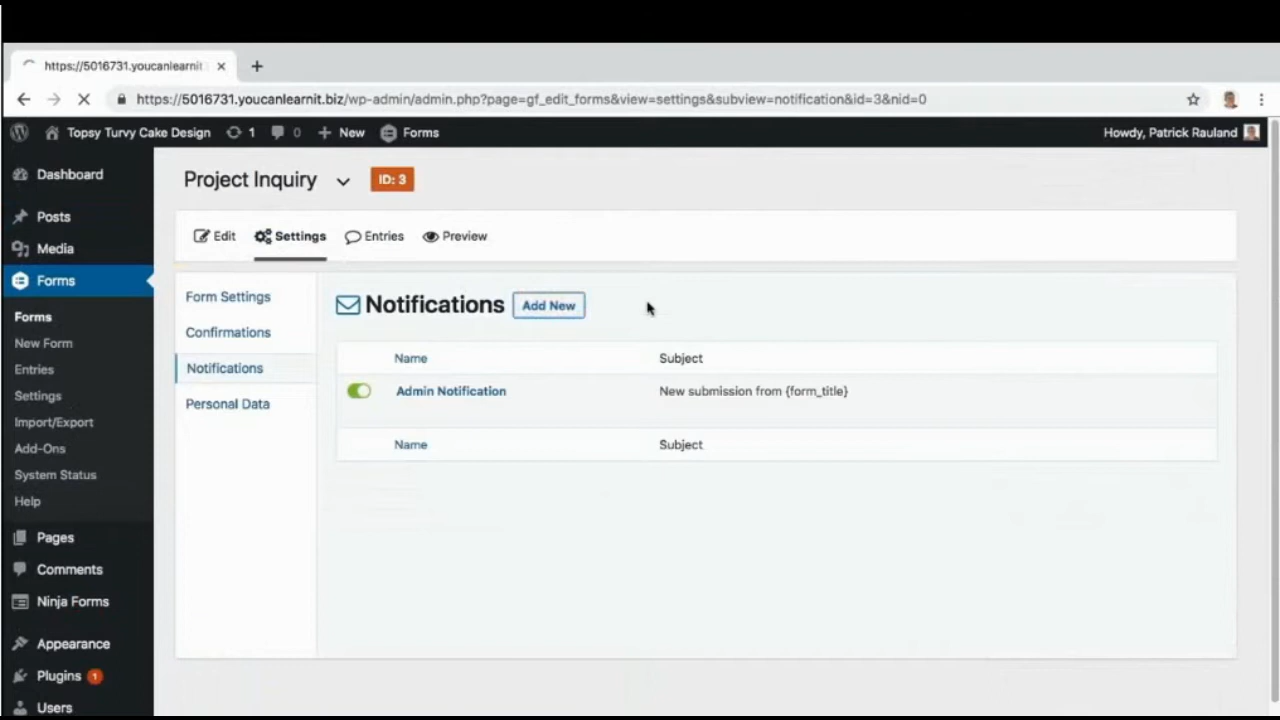 https://5016731.youcanlearnit
https://5016731.youcanlearnit.biz/wp-admin/admin.php?page=gf_edit_forms&view=settings&subview=notification&id=3&nid=0
Topsy Turvy Cake Design 1 0 New Forms Howdy, Patrick Rauland
Dashboard
Posts
Media
Forms
Forms
New Form
Entries
Settings
Import/Export
Add-Ons
System Status
Help
Pages
Comments
Ninja Forms
Appearance
Plugins 1
Users
Project Inquiry ID: 3
Edit Settings Entries Preview
Form Settings
Confirmations
Notifications
Personal Data
Notifications Add New
Name Subject
Admin Notification New submission from {form_title}
Name Subject